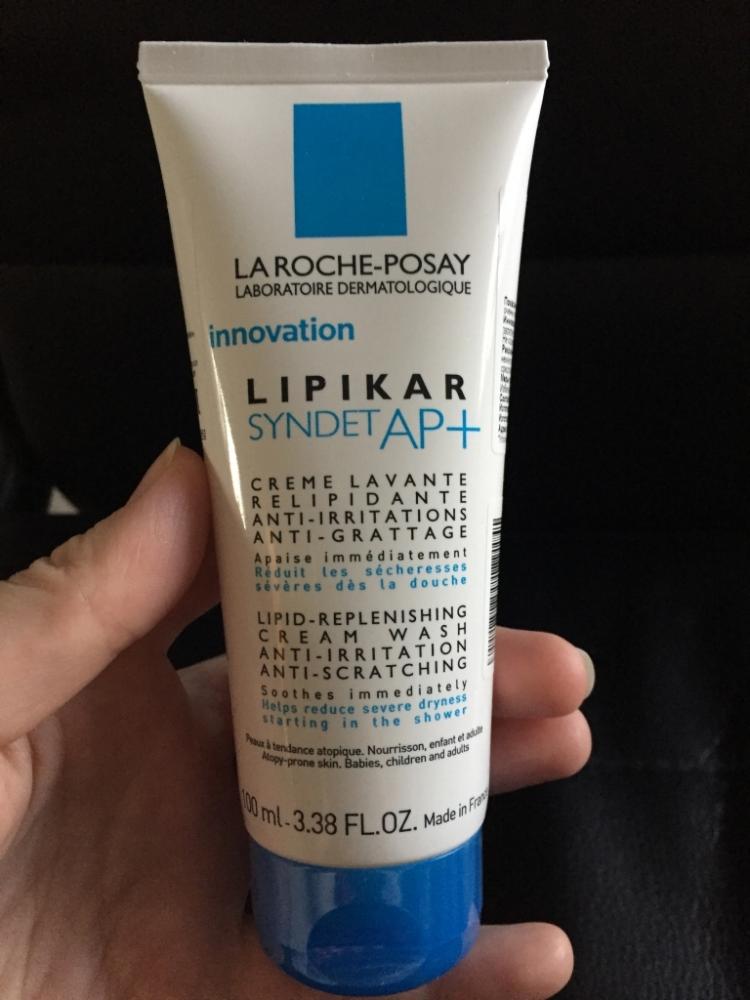 LA ROCHE-POSAY
LABORATOIRE DERMATOLOGIQUE
innovation
LIPIKAR
SYNDET AP+
CREME LAVANTE
RELIPIDANTE
ANTI-IRRITATIONS
ANTI-GRATTAGE
Apaise immédiatement
Réduit les sécheresses
sévères dès la douche
LIPID-REPLENISHING
CREAM WASH
ANTI-IRRITATION
ANTI-SCRATCHING
Soothes immediately
Helps reduce severe dryness
starting in the shower
Peaux à tendance atopique. Nourrisson, enfant et adulte
Atopy-prone skin. Babies, children and adults
100 ml - 3.38 FL.OZ. Made in France